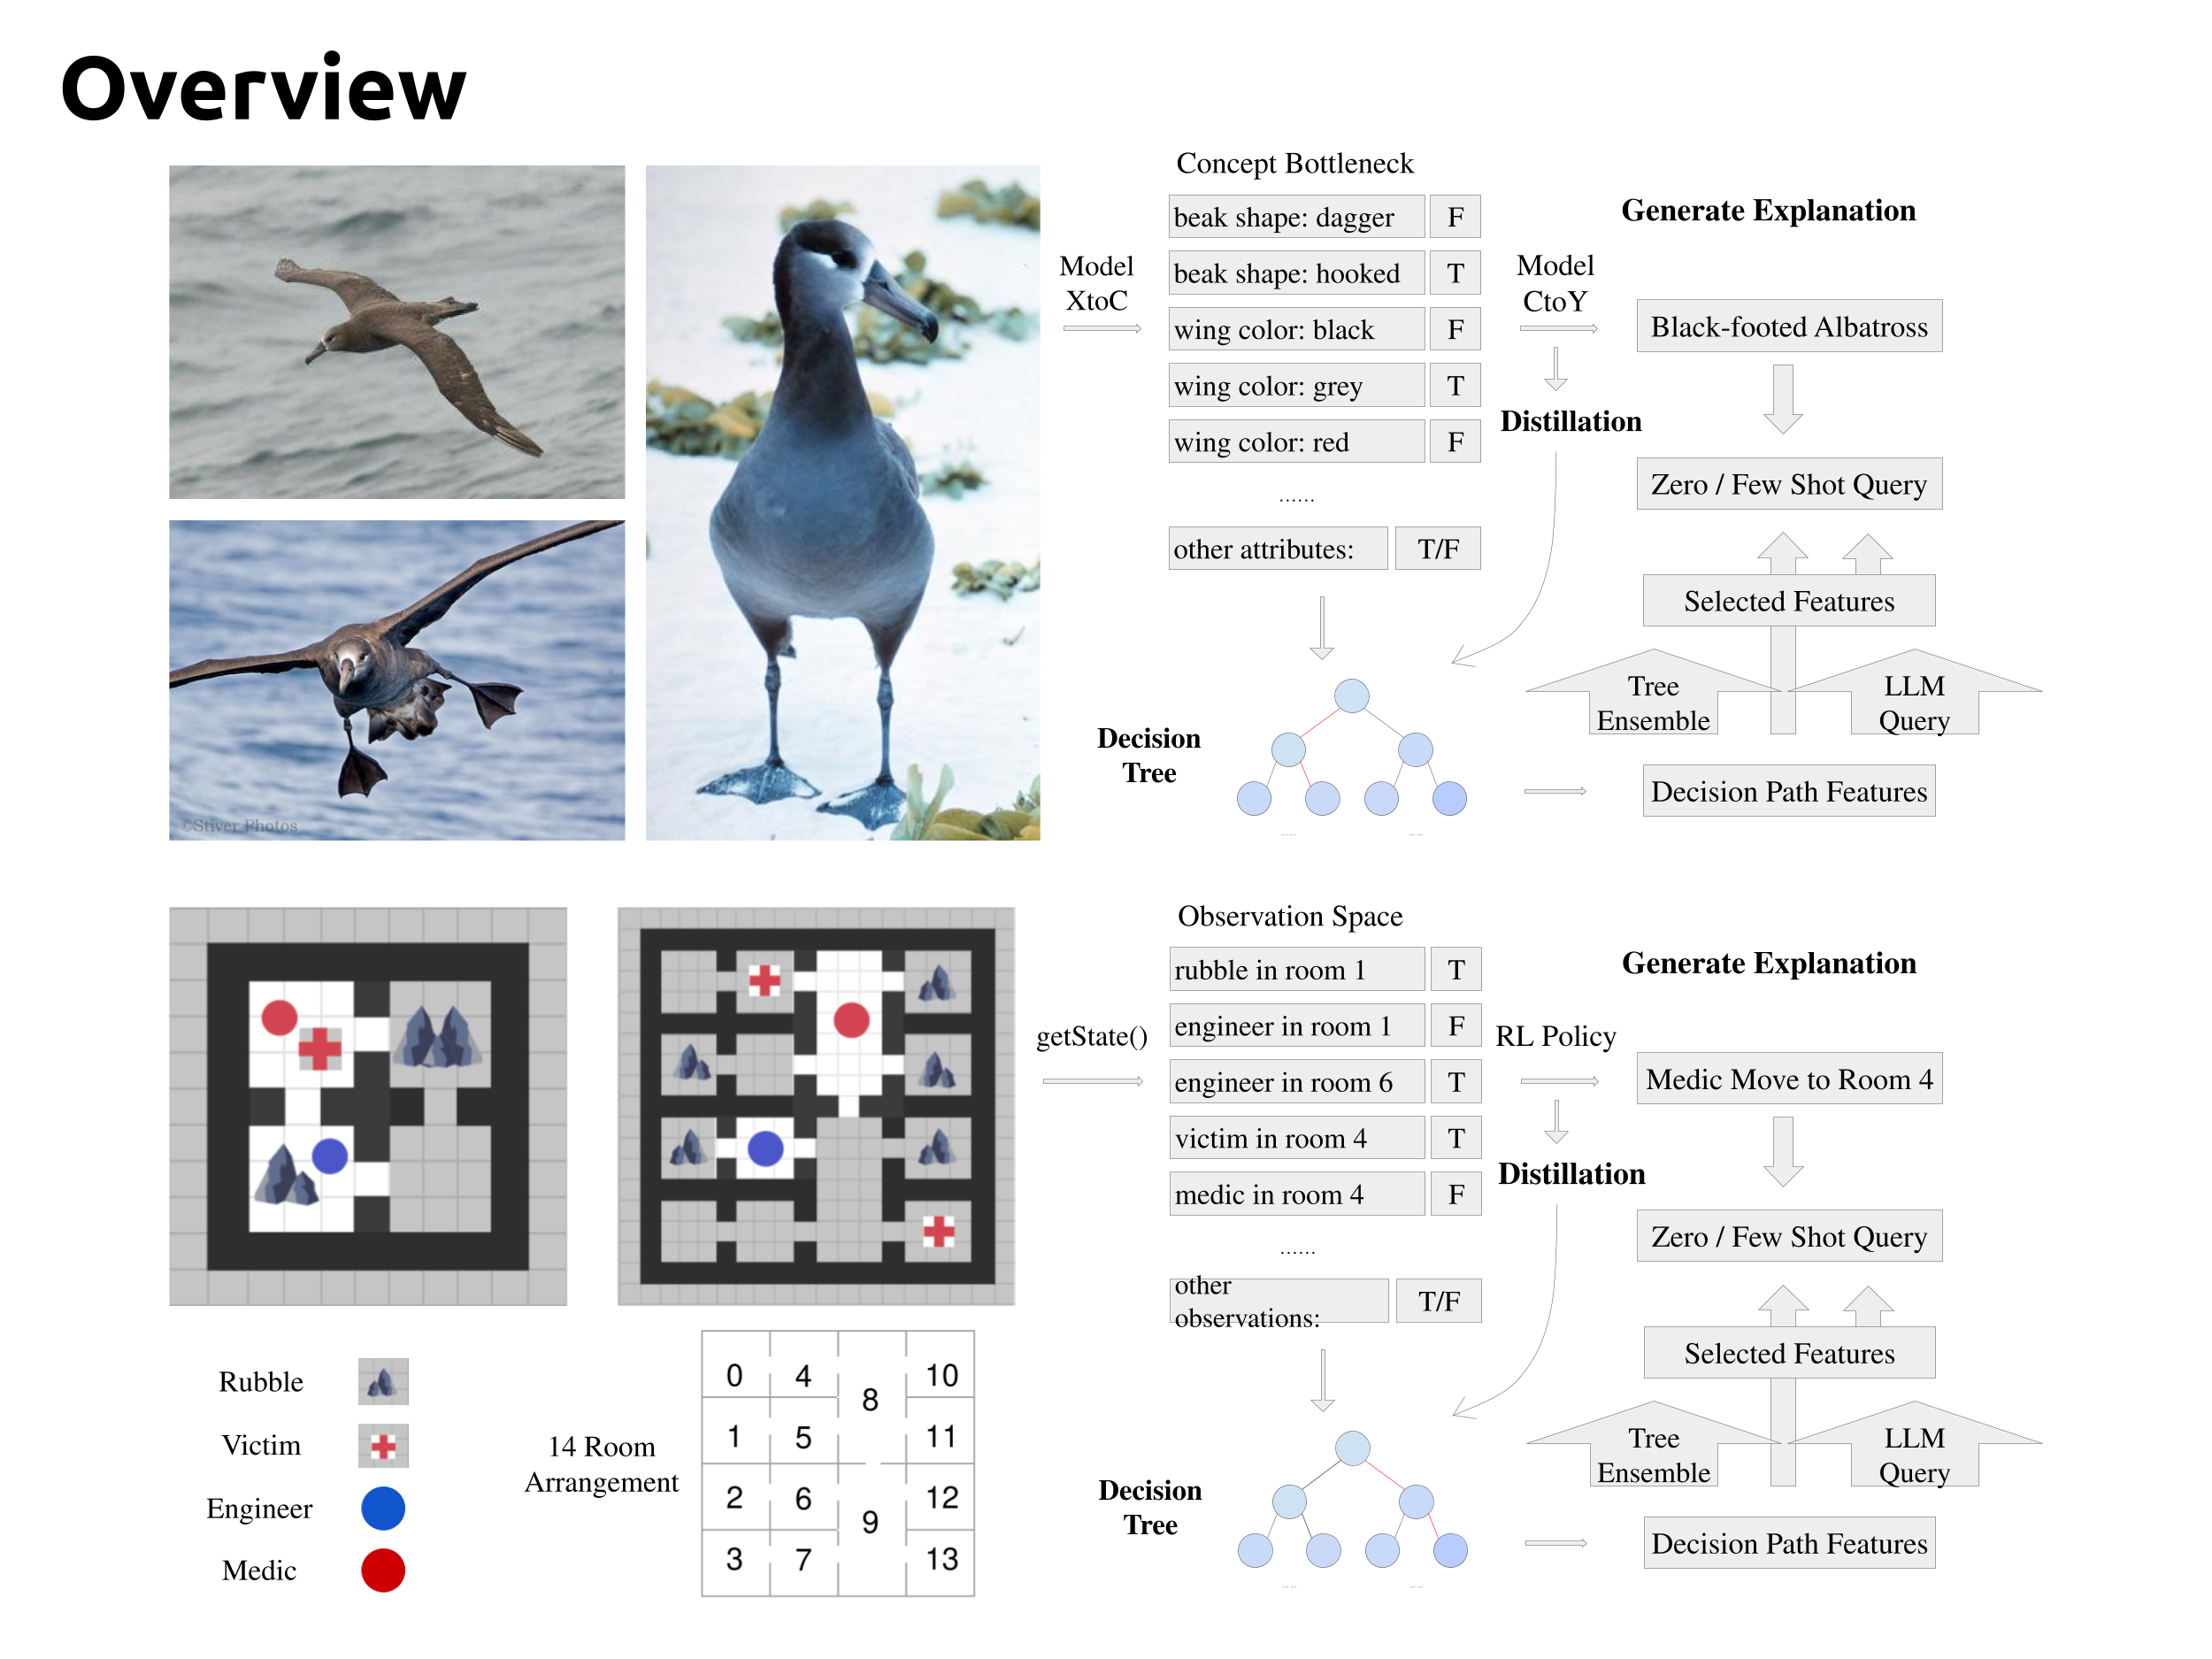 Overview
Concept Bottleneck
beak shape: dagger F
beak shape: hooked T
wing color: black F
wing color: grey T
wing color: red F
......
other attributes: T/F
Model
XtoC
Model
CtoY
Distillation
Generate Explanation
Black-footed Albatross
Zero / Few Shot Query
Selected Features
Tree
Ensemble
LLM
Query
Decision Path Features
Decision
Tree
......
......
©Stiver Photos
Observation Space
rubble in room 1 T
engineer in room 1 F
engineer in room 6 T
victim in room 4 T
medic in room 4 F
......
other
observations:
T/F
getState()
RL Policy
Distillation
Generate Explanation
Medic Move to Room 4
Zero / Few Shot Query
Selected Features
Tree
Ensemble
LLM
Query
Decision Path Features
Decision
Tree
......
......
Rubble
Victim
Engineer
Medic
14 Room
Arrangement
0 4 8 10
1 5 11
2 6 9 12
3 7 13